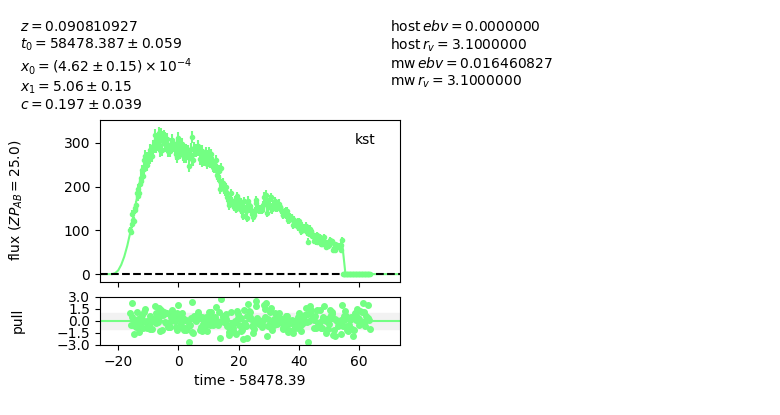 z = 0.090810927
t₀ = 58478.387 ± 0.059
x₀ = (4.62 ± 0.15) × 10⁻⁴
x₁ = 5.06 ± 0.15
c = 0.197 ± 0.039
host ebv = 0.0000000
host r_v = 3.1000000
mw ebv = 0.016460827
mw r_v = 3.1000000
kst
flux (ZP_AB = 25.0)
300
200
100
0
pull
3.0
1.5
0.0
−1.5
−3.0
−20 0 20 40 60
time - 58478.39